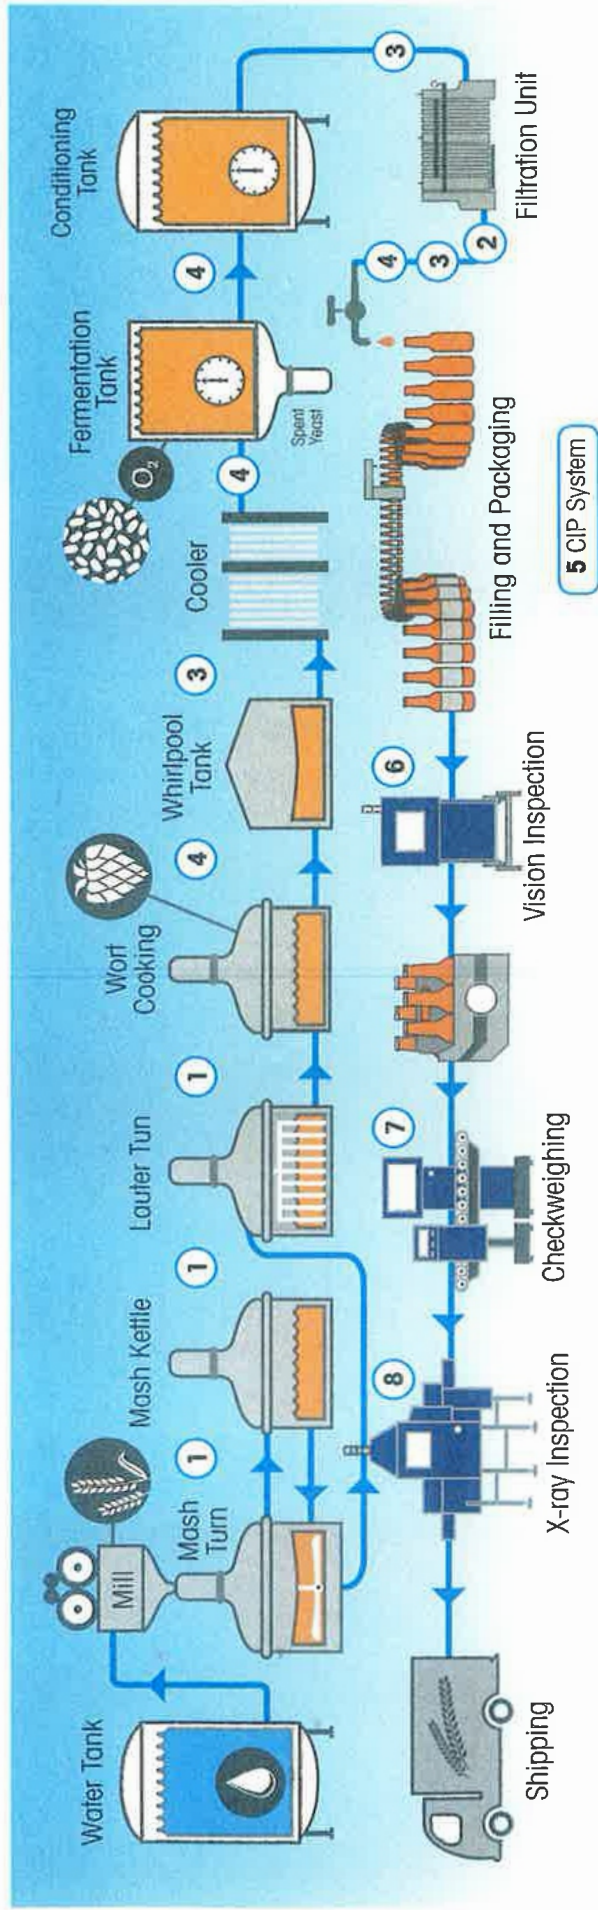 Water Tank
Mill
Mash
Turn
1
Mash Kettle
1
Lauter Tun
1
Wort
Cooking
4
Whirlpool
Tank
3
Cooler
4
O2
Fermentation
Tank
Spent
Yeast
4
Conditioning
Tank
3
Filtration Unit
2
3
4
Filling and Packaging
5 CIP System
6
Vision Inspection
7
Checkweighing
8
X-ray Inspection
Shipping